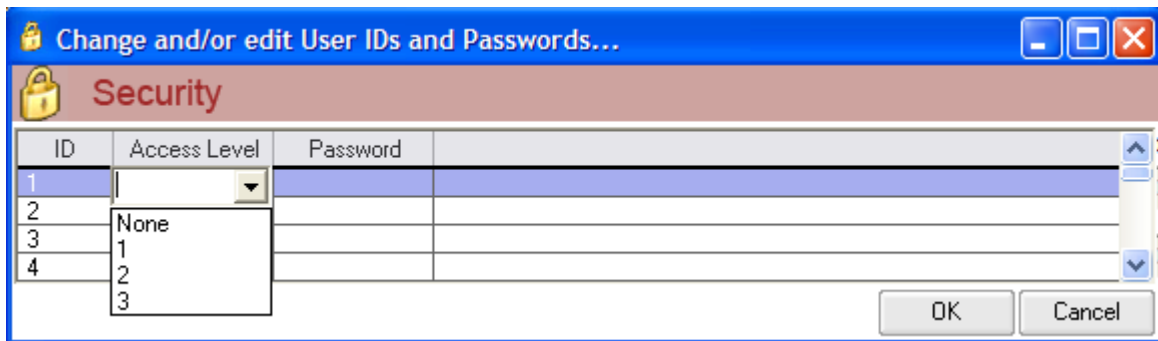 Change and/or edit User IDs and Passwords...
Security
ID Access Level Password
1
2
3
4
None
1
2
3
OK Cancel